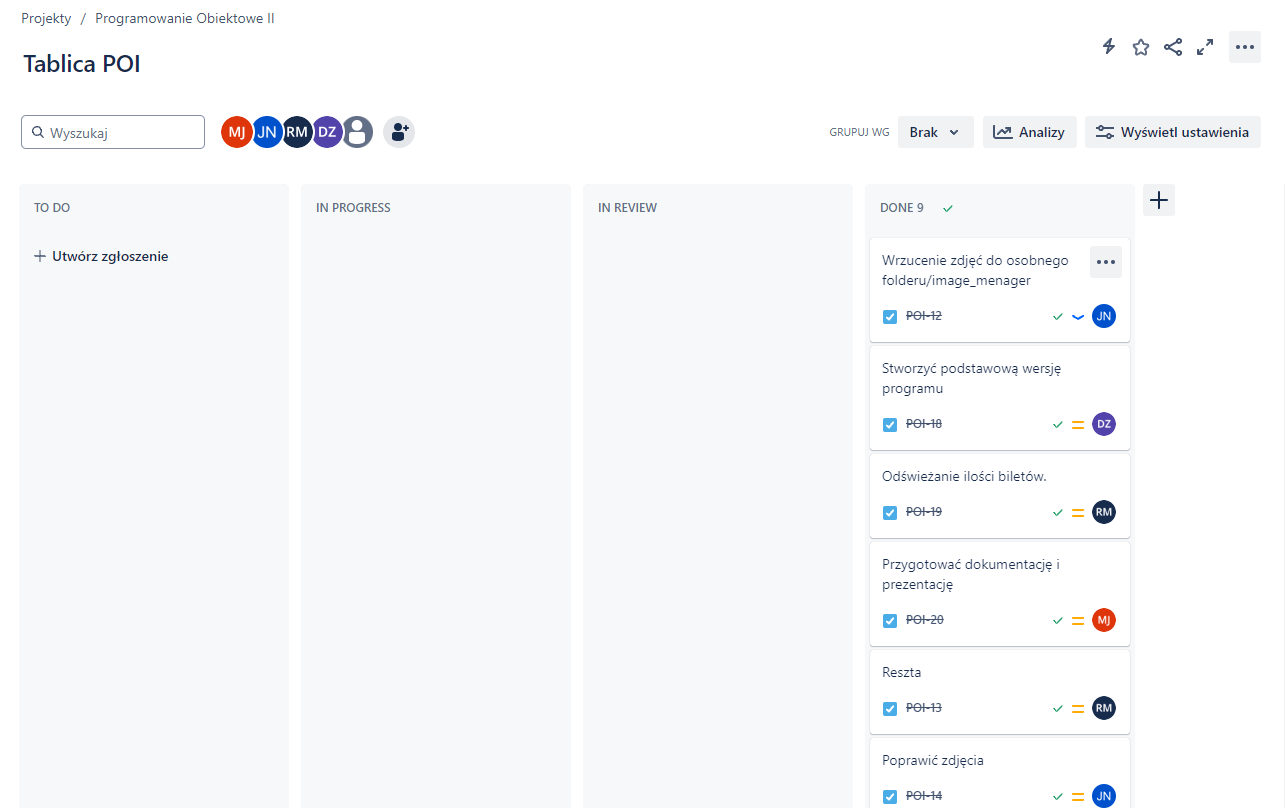 Projekty / Programowanie Obiektowe II
Tablica POI
Wyszukaj
MJ JN RM DZ
GRUPUJ WG Brak Analizy Wyświetl ustawienia
TO DO
Utwórz zgłoszenie
IN PROGRESS
IN REVIEW
DONE 9
Wrzucenie zdjęć do osobnego
folderu/image_menager
POI-12 JN
Stworzyć podstawową wersję
programu
POI-18 DZ
Odświeżanie ilości biletów.
POI-19 RM
Przygotować dokumentację i
prezentację
POI-20 MJ
Reszta
POI-13 RM
Poprawić zdjęcia
POI-14 JN